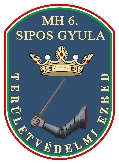 MH 6.
SIPOS GYULA
TERÜLETVÉDELMI EZRED